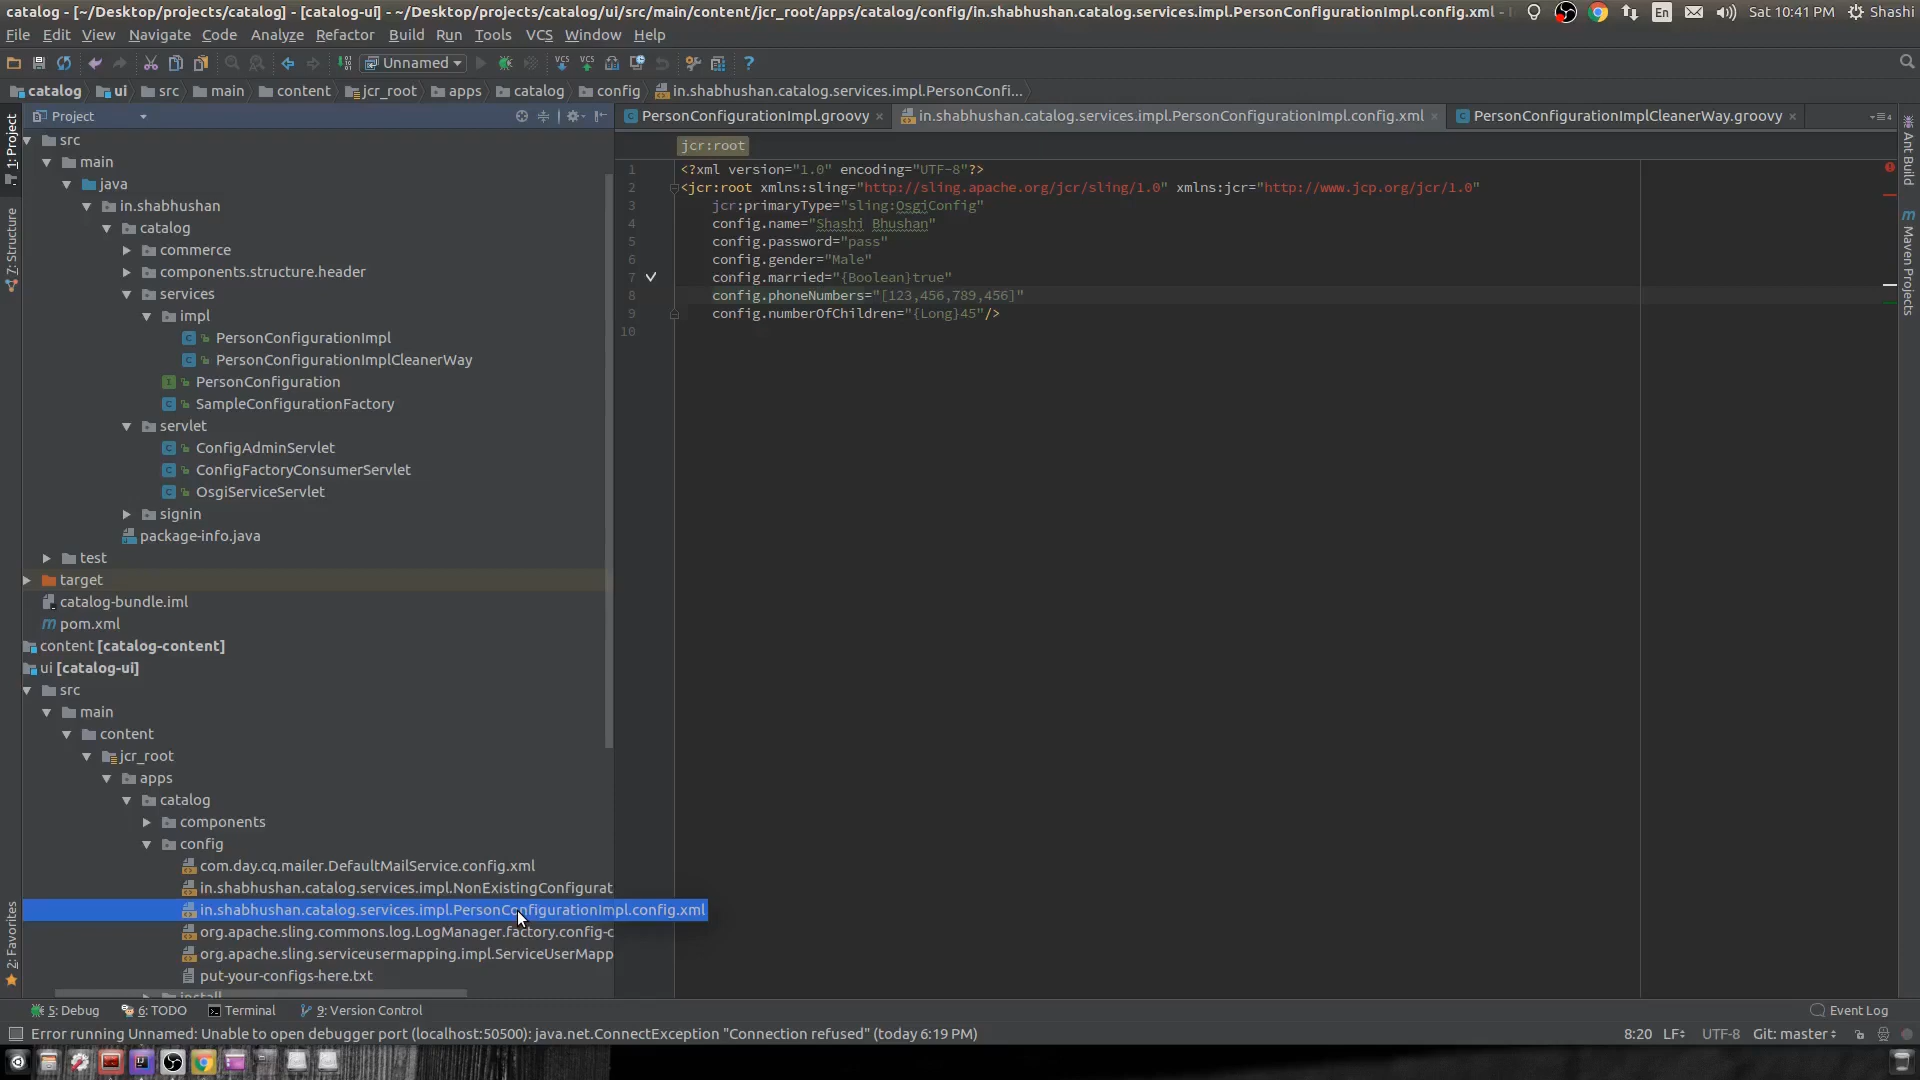 catalog - [~/Desktop/projects/catalog] - [catalog-ui] - ~/Desktop/projects/catalog/ui/src/main/content/jcr_root/apps/catalog/config/in.shabhushan.catalog.services.impl.PersonConfigurationImpl.config.xml - I
En
Sat 10:41 PM
Shashi
File Edit View Navigate Code Analyze Refactor Build Run Tools VCS Window Help
Unnamed
VCS VCS
catalog ui src main content jcr_root apps catalog config in.shabhushan.catalog.services.impl.PersonConfi...
Project
PersonConfigurationImpl.groovy × in.shabhushan.catalog.services.impl.PersonConfigurationImpl.config.xml × PersonConfigurationImplCleanerWay.groovy ×
1: Project
7: Structure
2: Favorites
src
main
java
in.shabhushan
catalog
commerce
components.structure.header
services
impl
PersonConfigurationImpl
PersonConfigurationImplCleanerWay
PersonConfiguration
SampleConfigurationFactory
servlet
ConfigAdminServlet
ConfigFactoryConsumerServlet
OsgiServiceServlet
signin
package-info.java
test
target
catalog-bundle.iml
pom.xml
content [catalog-content]
ui [catalog-ui]
src
main
content
jcr_root
apps
catalog
components
config
com.day.cq.mailer.DefaultMailService.config.xml
in.shabhushan.catalog.services.impl.NonExistingConfigurat
in.shabhushan.catalog.services.impl.PersonConfigurationImpl.config.xml
org.apache.sling.commons.log.LogManager.factory.config-c
org.apache.sling.serviceusermapping.impl.ServiceUserMapp
put-your-configs-here.txt
install
jcr:root
1 <?xml version="1.0" encoding="UTF-8"?>
2 <jcr:root xmlns:sling="http://sling.apache.org/jcr/sling/1.0" xmlns:jcr="http://www.jcp.org/jcr/1.0"
3 jcr:primaryType="sling:OsgiConfig"
4 config.name="Shashi Bhushan"
5 config.password="pass"
6 config.gender="Male"
7 config.married="{Boolean}true"
8 config.phoneNumbers="[123,456,789,456]"
9 config.numberOfChildren="{Long}45"/>
10
Ant Build
Maven Projects
5: Debug 6: TODO Terminal 9: Version Control Event Log
Error running Unnamed: Unable to open debugger port (localhost:50500): java.net.ConnectException "Connection refused" (today 6:19 PM)
8:20 LF UTF-8 Git: master